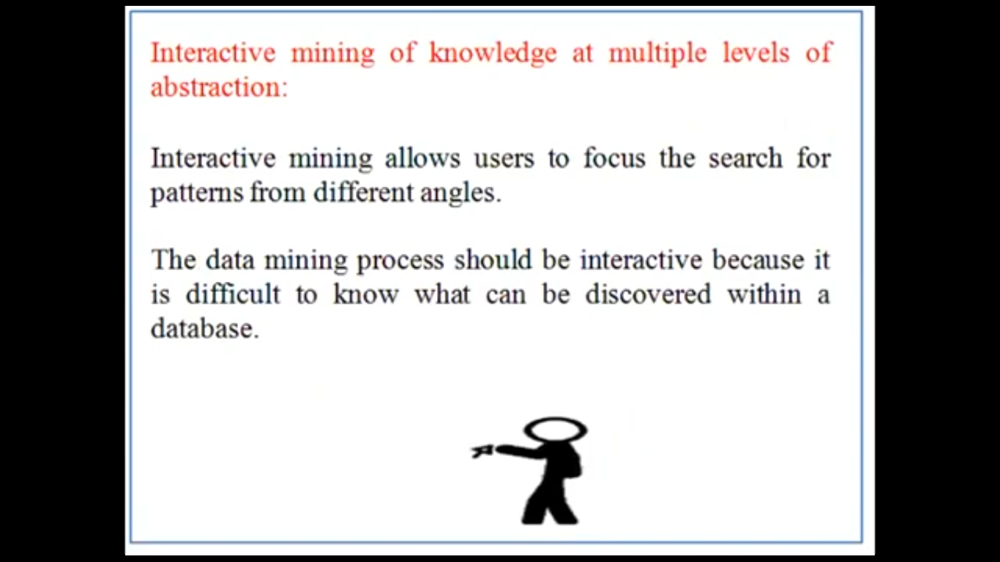 Interactive mining of knowledge at multiple levels of
abstraction:
Interactive mining allows users to focus the search for
patterns from different angles.
The data mining process should be interactive because it
is difficult to know what can be discovered within a
database.